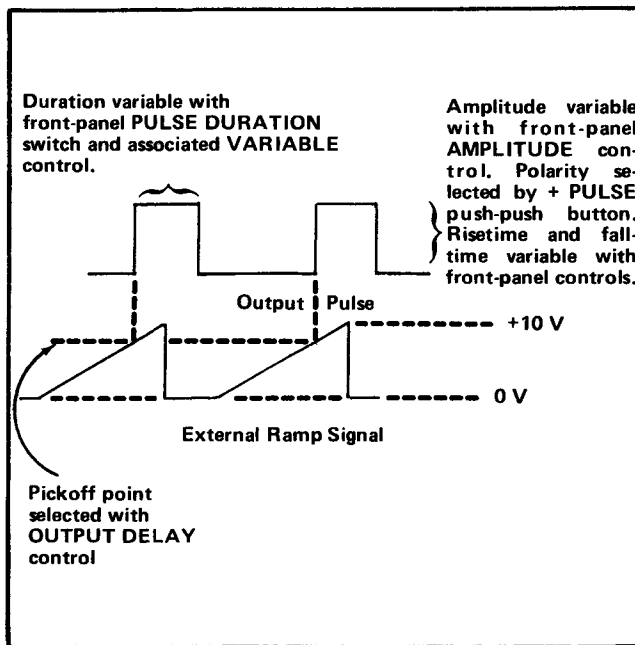 Duration variable with
front-panel PULSE DURATION
switch and associated VARIABLE
control.
Amplitude variable
with front-panel
AMPLITUDE con-
trol. Polarity se-
lected by + PULSE
push-push button.
Risetime and fall-
time variable with
front-panel controls.
Output Pulse
+10 V
0 V
External Ramp Signal
Pickoff point
selected with
OUTPUT DELAY
control